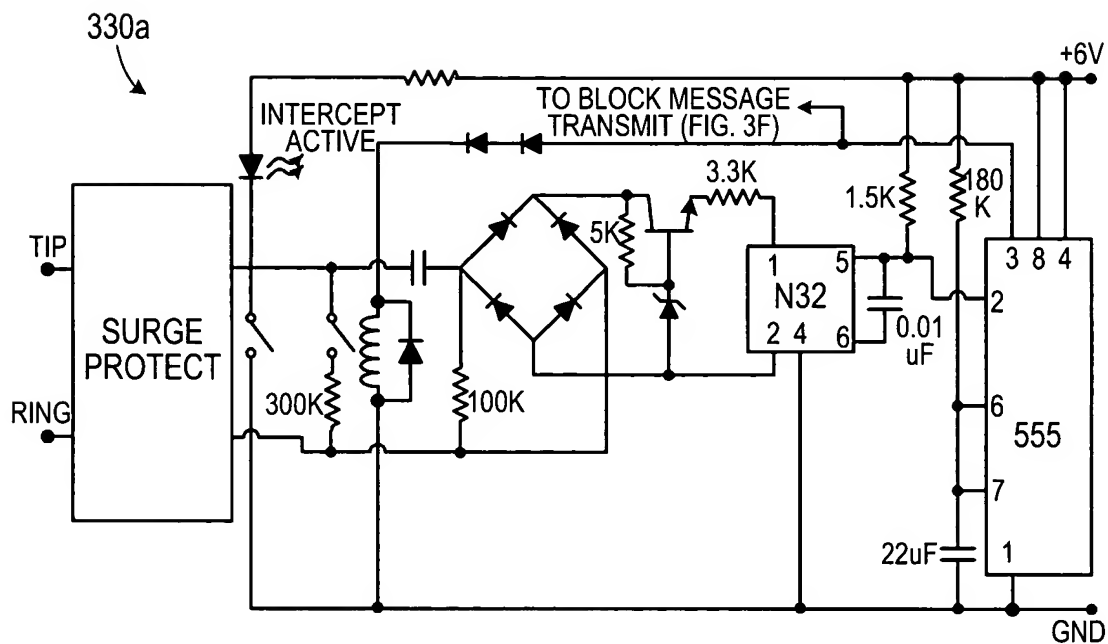 330a
+6V
INTERCEPT
ACTIVE
TO BLOCK MESSAGE
TRANSMIT (FIG. 3F)
3.3K
1.5K
180
K
5K
TIP
1
5
3 8 4
N32
2
SURGE
PROTECT
2 4
6
0.01
uF
RING
300K
100K
6
555
7
22uF
1
GND